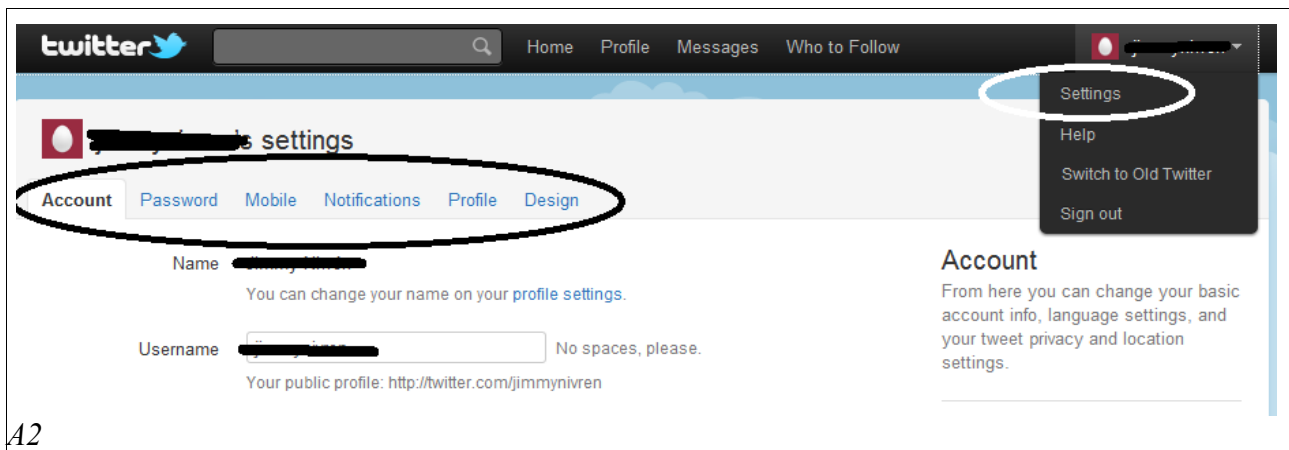 twitter Home Profile Messages Who to Follow
Settings
Help
Switch to Old Twitter
Sign out
's settings
Account Password Mobile Notifications Profile Design
Name
You can change your name on your profile settings.
Username No spaces, please.
Your public profile: http://twitter.com/jimmynivren
Account
From here you can change your basic
account info, language settings, and
your tweet privacy and location
settings.
A2